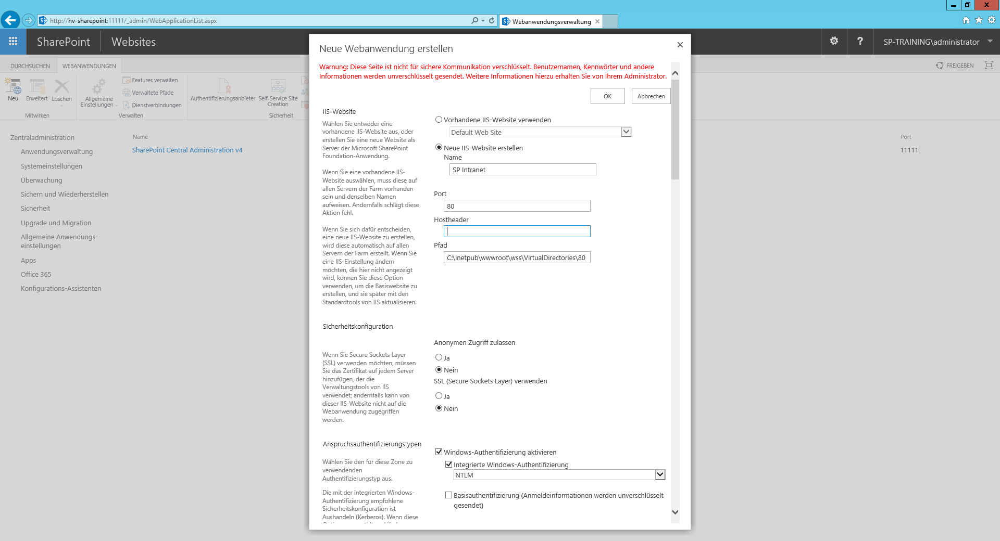 http://hv-sharepoint:11111/_admin/WebApplicationList.aspx
Webanwendungsverwaltung
SharePoint
Websites
SP-TRAINING\administrator
DURCHSUCHEN
WEBANWENDUNGEN
FREIGEBEN
Neu
Erweitert
Löschen
Mitwirken
Allgemeine
Einstellungen
Features verwalten
Verwaltete Pfade
Dienstverbindungen
Verwalten
Authentifizierungsanbieter
Self-Service Site
Creation
Sicherheit
Zentraladministration
Anwendungsverwaltung
Systemeinstellungen
Überwachung
Sichern und Wiederherstellen
Sicherheit
Upgrade und Migration
Allgemeine Anwendungs-
einstellungen
Apps
Office 365
Konfigurations-Assistenten
Name
SharePoint Central Administration v4
Port
11111
Neue Webanwendung erstellen
Warnung: Diese Seite ist nicht für sichere Kommunikation verschlüsselt. Benutzernamen, Kennwörter und andere
Informationen werden unverschlüsselt gesendet. Weitere Informationen hierzu erhalten Sie von Ihrem Administrator.
OK
Abbrechen
IIS-Website
Wählen Sie entweder eine
vorhandene IIS-Website aus, oder
erstellen Sie eine neue Website als
Server der Microsoft SharePoint
Foundation-Anwendung.
Wenn Sie eine vorhandene IIS-
Website auswählen, muss diese auf
allen Servern der Farm vorhanden
sein und denselben Namen
aufweisen. Andernfalls schlägt diese
Aktion fehl.
Wenn Sie sich dafür entscheiden,
eine neue IIS-Website zu erstellen,
wird diese automatisch auf allen
Servern der Farm erstellt. Wenn Sie
eine IIS-Einstellung ändern
möchten, die hier nicht angezeigt
wird, können Sie diese Option
verwenden, um die Basiswebsite zu
erstellen, und sie später mit den
Standardtools von IIS aktualisieren.
Vorhandene IIS-Website verwenden
Default Web Site
Neue IIS-Website erstellen
Name
SP Intranet
Port
80
Hostheader
Pfad
C:\inetpub\wwwroot\wss\VirtualDirectories\80
Sicherheitskonfiguration
Wenn Sie Secure Sockets Layer
(SSL) verwenden möchten, müssen
Sie das Zertifikat auf jedem Server
hinzufügen, der die
Verwaltungstools von IIS
verwendet; andernfalls kann von
dieser IIS-Website nicht auf die
Webanwendung zugegriffen
werden.
Anonymen Zugriff zulassen
Ja
Nein
SSL (Secure Sockets Layer) verwenden
Ja
Nein
Anspruchsauthentifizierungstypen
Wählen Sie den für diese Zone zu
verwendenden
Authentifizierungstyp aus.
Die mit der integrierten Windows-
Authentifizierung empfohlene
Sicherheitskonfiguration ist
Aushandeln (Kerberos). Wenn diese
Windows-Authentifizierung aktivieren
Integrierte Windows-Authentifizierung
NTLM
Basisauthentifizierung (Anmeldeinformationen werden unverschlüsselt
gesendet)